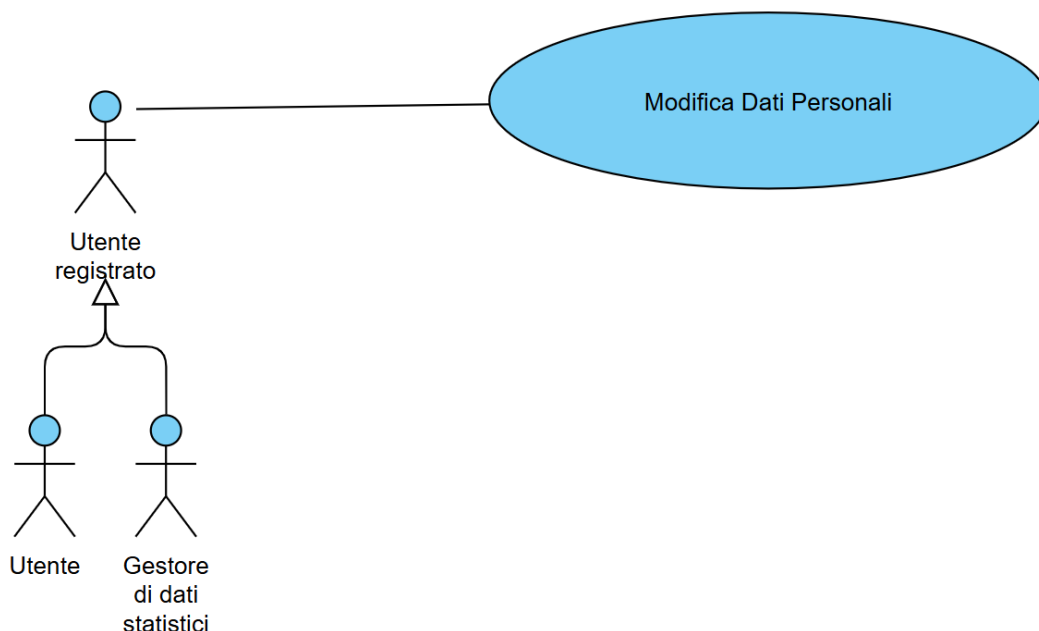 Modifica Dati Personali
Utente
registrato
Utente
Gestore
di dati
statistici